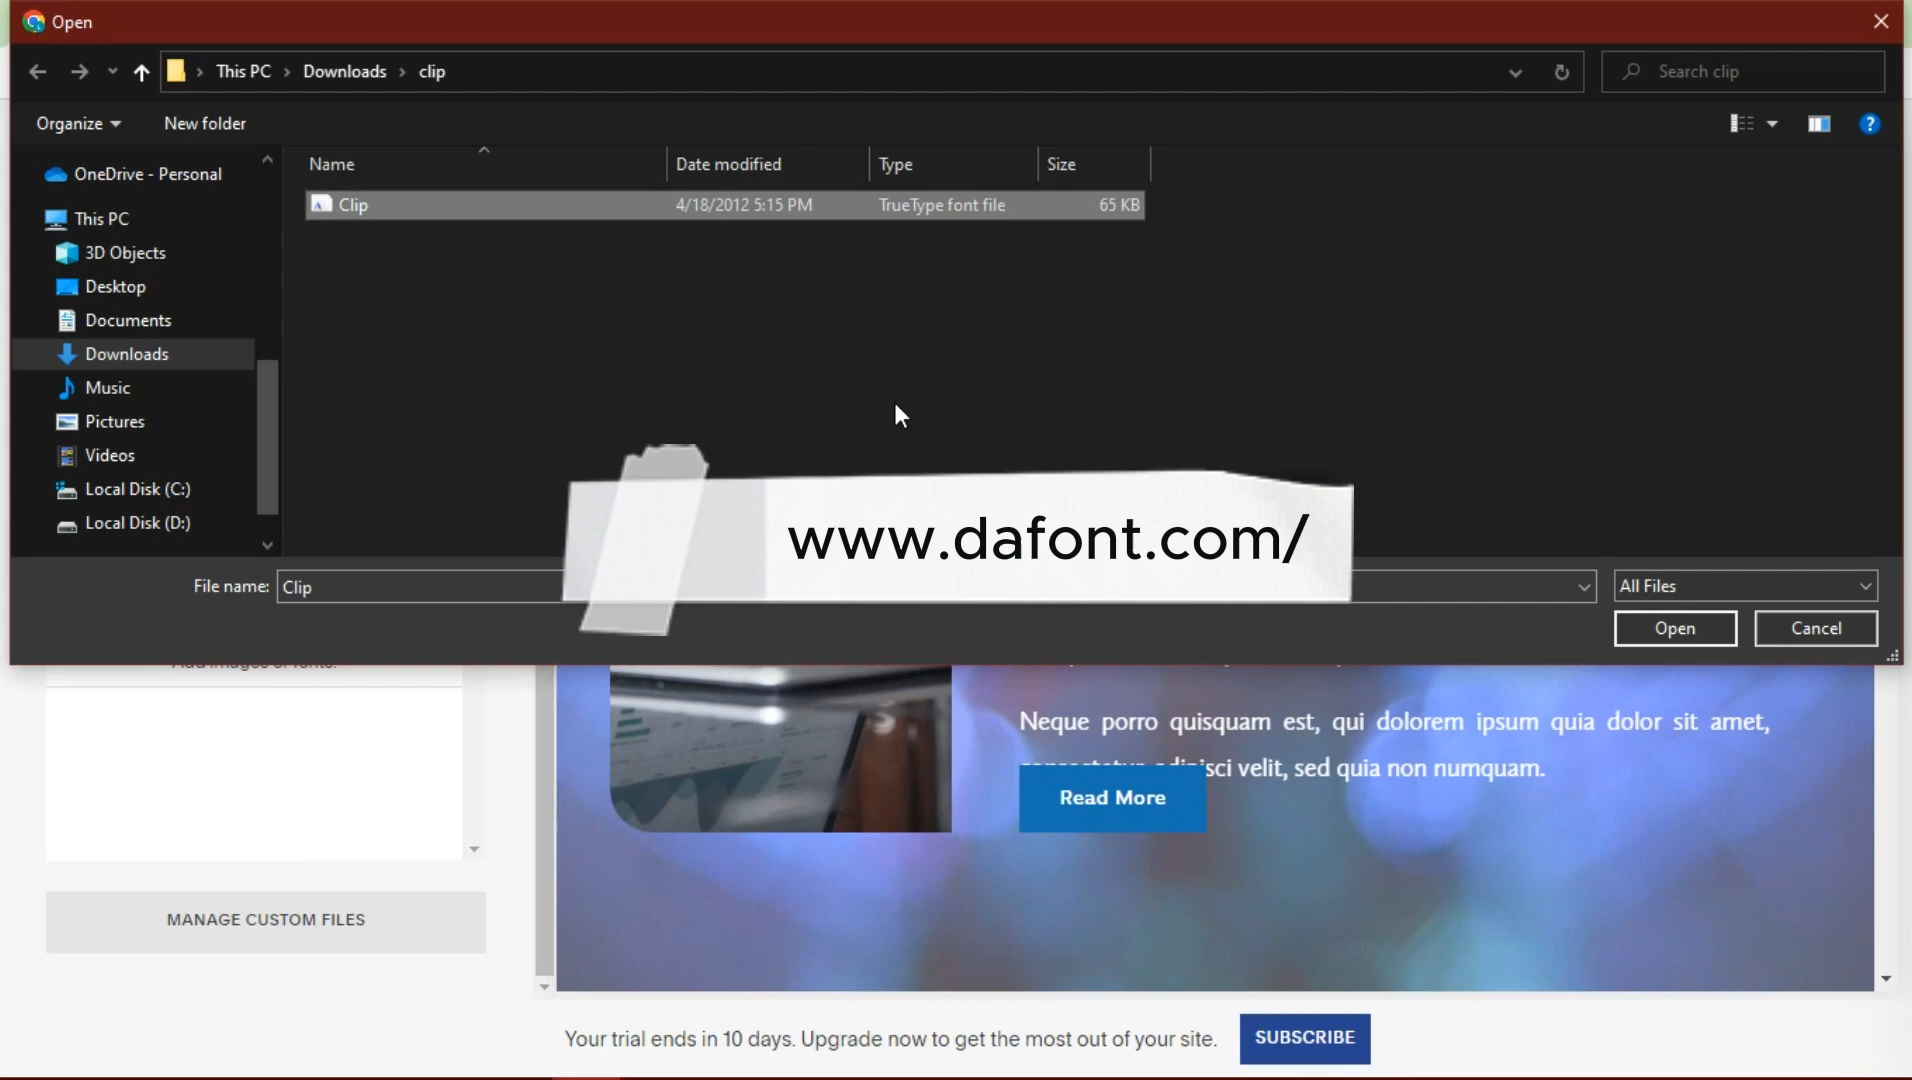 Open
This PC
Downloads
clip
Search clip
Organize
New folder
Name
Date modified
Type
Size
OneDrive - Personal
This PC
3D Objects
Desktop
Documents
Downloads
Music
Pictures
Videos
Local Disk (C:)
Local Disk (D:)
Clip
4/18/2012 5:15 PM
TrueType font file
65 KB
www.dafont.com/
File name:
Clip
All Files
Open
Cancel
Add images or fonts.
Neque porro quisquam est, qui dolorem ipsum quia dolor sit amet,
velit, sed quia non numquam.
Read More
MANAGE CUSTOM FILES
Your trial ends in 10 days. Upgrade now to get the most out of your site.
SUBSCRIBE